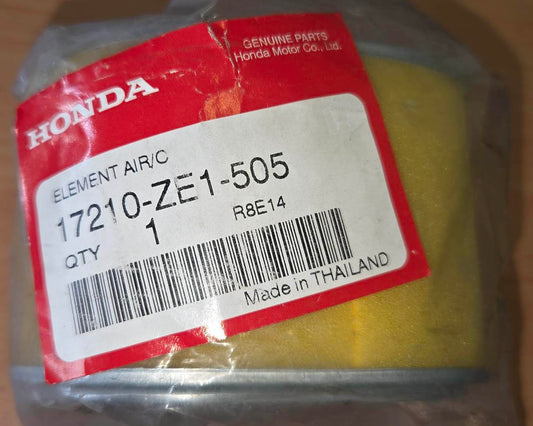 GENUINE PARTS
Honda Motor Co., Ltd.
HONDA
ELEMENT AIR/C
17210-ZE1-505
QTY 1 R8E14
Made in THAILAND